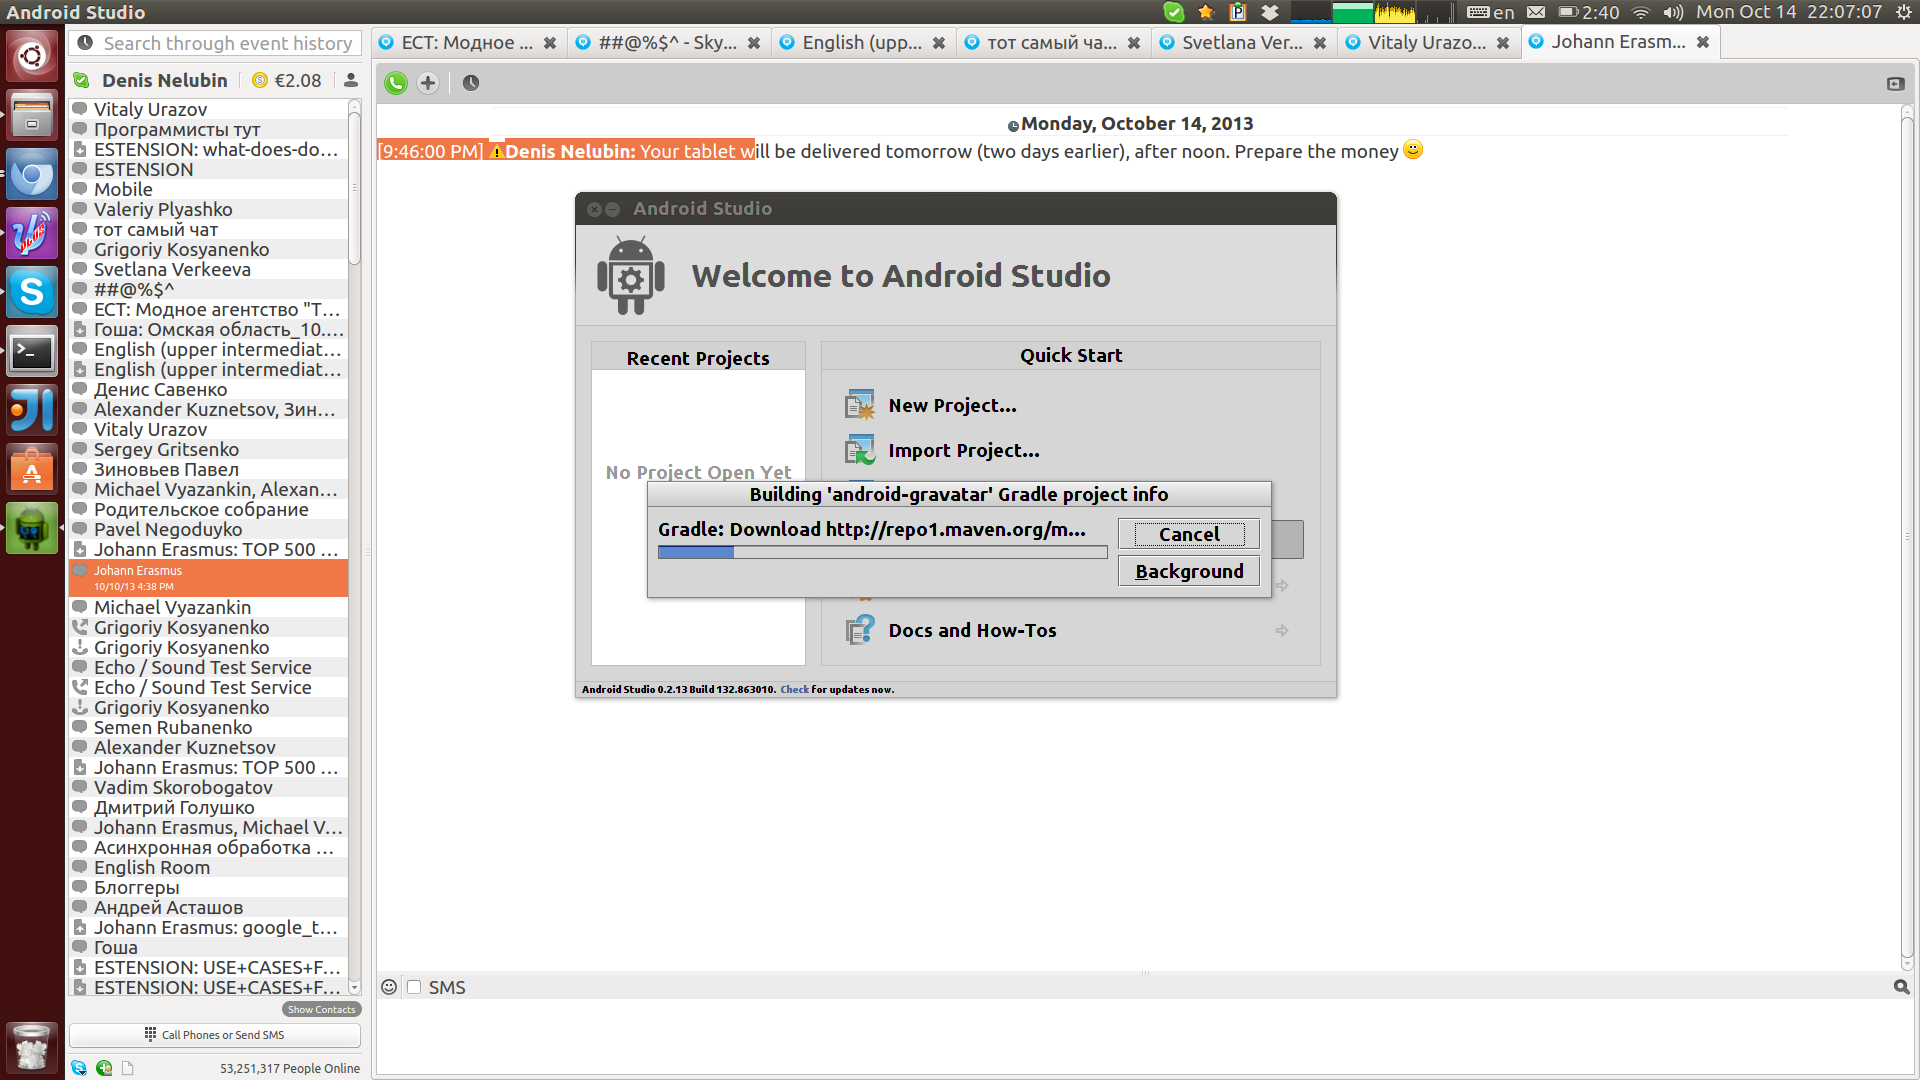 Android Studio
en
2:40
Mon Oct 14 22:07:07
Search through event history
Denis Nelubin
€2.08
Vitaly Urazov
Программисты тут
ESTENSION: what-does-do...
ESTENSION
Mobile
Valeriy Plyashko
тот самый чат
Grigoriy Kosyanenko
Svetlana Verkeeva
##@%$^
ЕСТ: Модное агентство "Т...
Гоша: Омская область_10....
English (upper intermediat...
English (upper intermediat...
Денис Савенко
Alexander Kuznetsov, Зин...
Vitaly Urazov
Sergey Gritsenko
Зиновьев Павел
Michael Vyazankin, Alexan...
Родительское собрание
Pavel Negoduyko
Johann Erasmus: TOP 500 ...
Johann Erasmus
10/10/13 4:38 PM
Michael Vyazankin
Grigoriy Kosyanenko
Grigoriy Kosyanenko
Echo / Sound Test Service
Echo / Sound Test Service
Grigoriy Kosyanenko
Semen Rubanenko
Alexander Kuznetsov
Johann Erasmus: TOP 500 ...
Vadim Skorobogatov
Дмитрий Голушко
Johann Erasmus, Michael V...
Асинхронная обработка ...
English Room
Блоггеры
Андрей Асташов
Johann Erasmus: google_t...
Гоша
ESTENSION: USE+CASES+F...
ESTENSION: USE+CASES+F...
Show Contacts
Call Phones or Send SMS
53,251,317 People Online
ЕСТ: Модное ...
##@%$^ - Sky...
English (upp...
тот самый ча...
Svetlana Ver...
Vitaly Urazo...
Johann Erasm...
Monday, October 14, 2013
[9:46:00 PM] Denis Nelubin: Your tablet will be delivered tomorrow (two days earlier), after noon. Prepare the money
Android Studio
Welcome to Android Studio
Recent Projects
No Project Open Yet
Quick Start
New Project...
Import Project...
Building 'android-gravatar' Gradle project info
Gradle: Download http://repo1.maven.org/m...
Cancel
Background
Docs and How-Tos
Android Studio 0.2.13 Build 132.863010. Check for updates now.
SMS